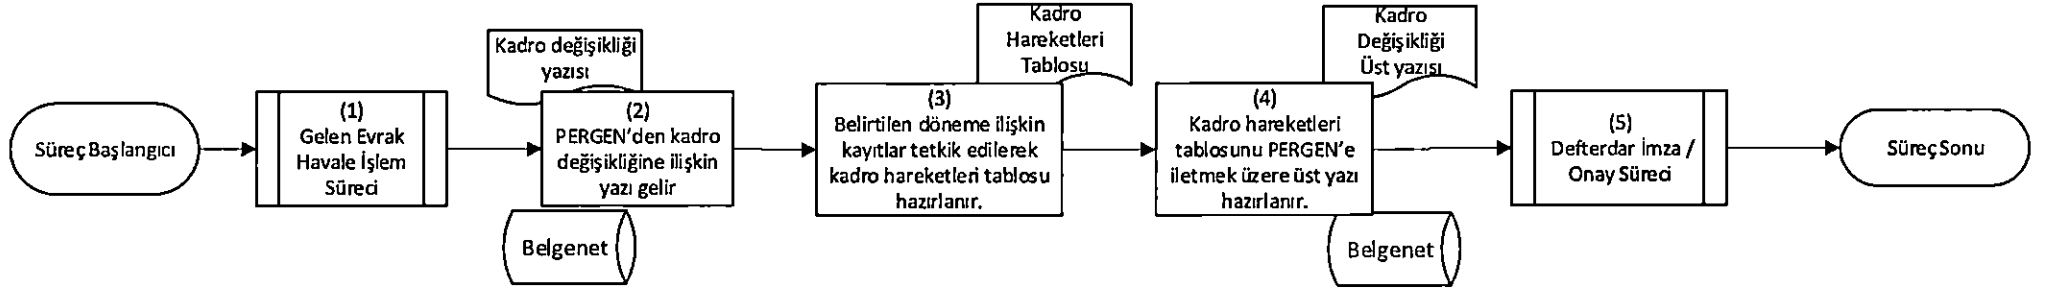 Süreç Başlangıcı
(1)
Gelen Evrak
Havale İşlem
Süreci
Kadro değişikliği
yazısı
(2)
PERGEN'den kadro
değişikliğine ilişkin
yazı gelir
Belgenet
Kadro
Hareketleri
Tablosu
(3)
Belirtilen döneme ilişkin
kayıtlar tetkik edilerek
kadro hareketleri tablosu
hazırlanır.
Kadro
Değişikliği
Üst yazısı
(4)
Kadro hareketleri
tablosunu PERGEN'e
iletmek üzere üst yazı
hazırlanır.
Belgenet
(5)
Defterdar İmza /
Onay Süreci
Süreç Sonu